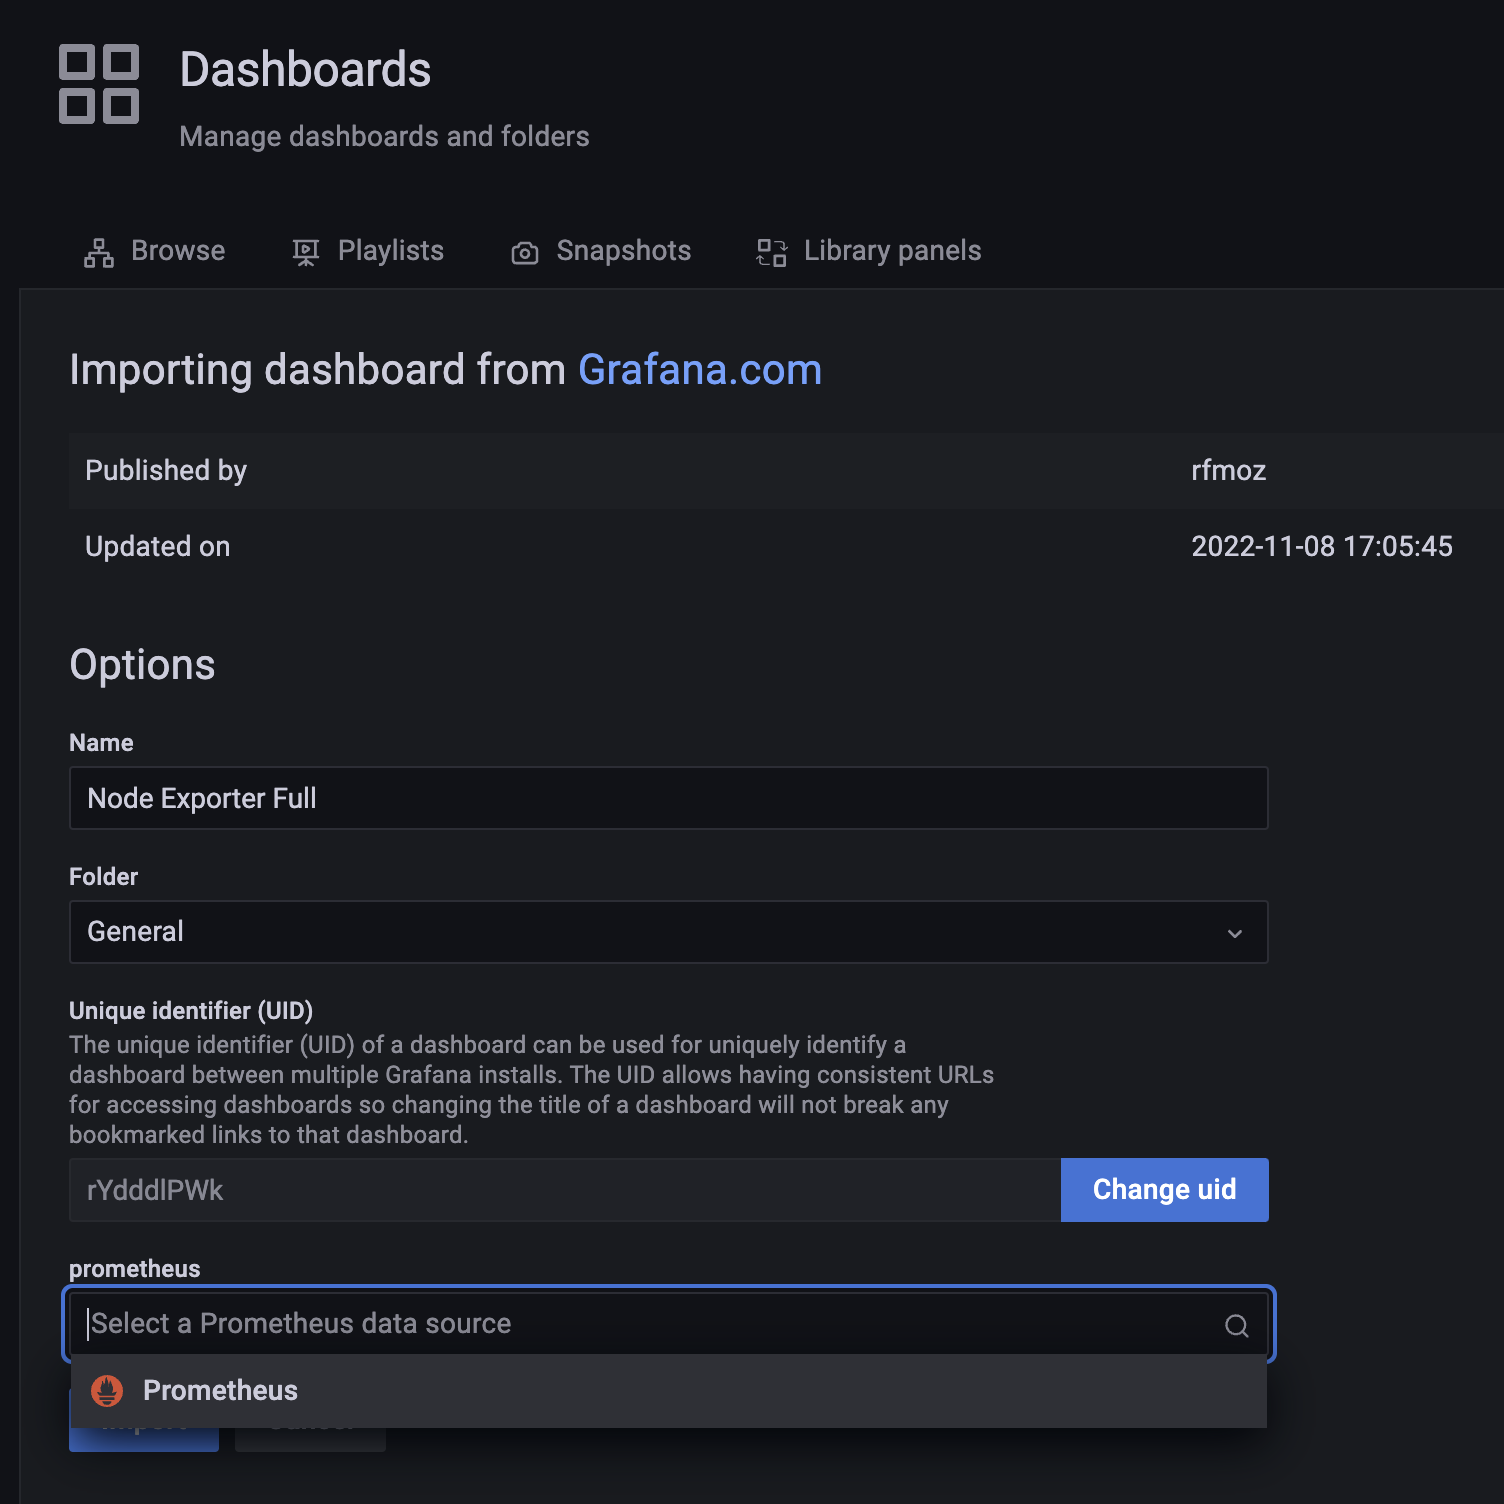 Dashboards
Manage dashboards and folders
Browse
Playlists
Snapshots
Library panels
Importing dashboard from Grafana.com
Published by rfmoz
Updated on 2022-11-08 17:05:45
Options
Name
Node Exporter Full
Folder
General
Unique identifier (UID)
The unique identifier (UID) of a dashboard can be used for uniquely identify a
dashboard between multiple Grafana installs. The UID allows having consistent URLs
for accessing dashboards so changing the title of a dashboard will not break any
bookmarked links to that dashboard.
rYdddlPWk
Change uid
prometheus
Select a Prometheus data source
Prometheus